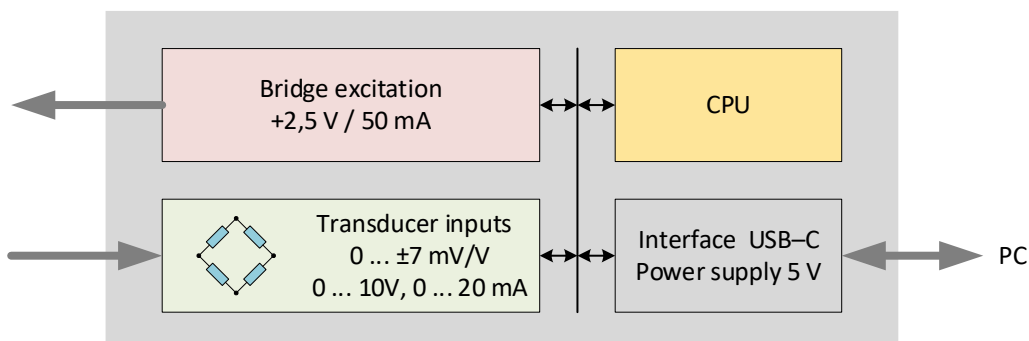 Bridge excitation
+2,5 V / 50 mA
CPU
Transducer inputs
0 ... ±7 mV/V
0 ... 10V, 0 ... 20 mA
Interface USB–C
Power supply 5 V
PC